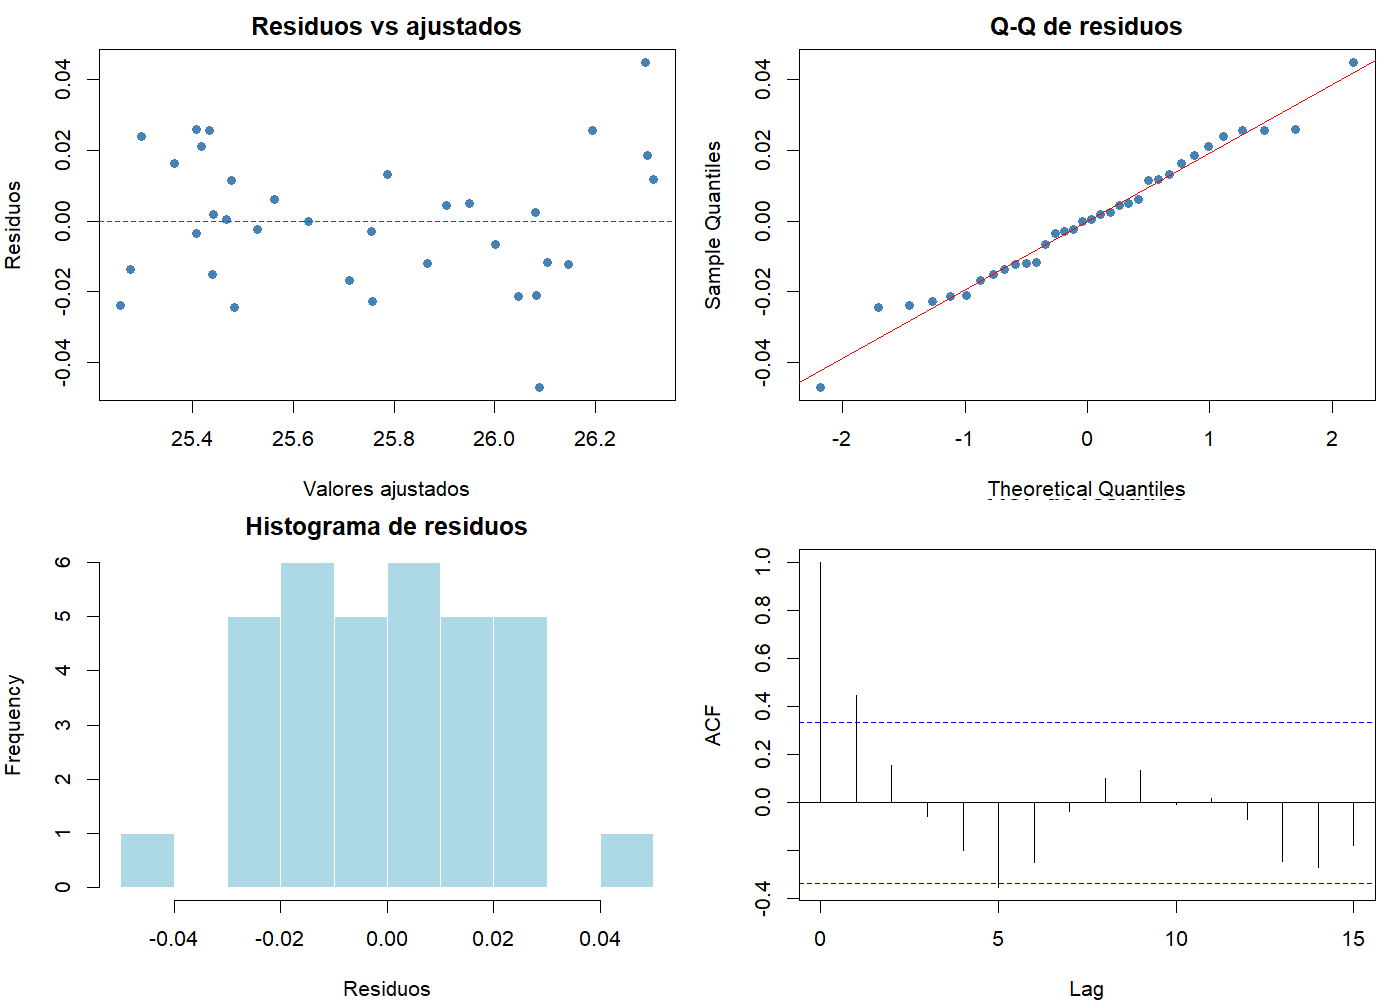 Residuos vs ajustados
Residuos
0.04
0.02
0.00
-0.02
-0.04
25.4 25.6 25.8 26.0 26.2
Valores ajustados
Q-Q de residuos
Sample Quantiles
0.04
0.02
0.00
-0.02
-0.04
-2 -1 0 1 2
Theoretical Quantiles
Histograma de residuos
Frequency
6
5
4
3
2
1
0
-0.04 -0.02 0.00 0.02 0.04
Residuos
ACF
1.0
0.8
0.6
0.4
0.2
0.0
-0.4
0 5 10 15
Lag